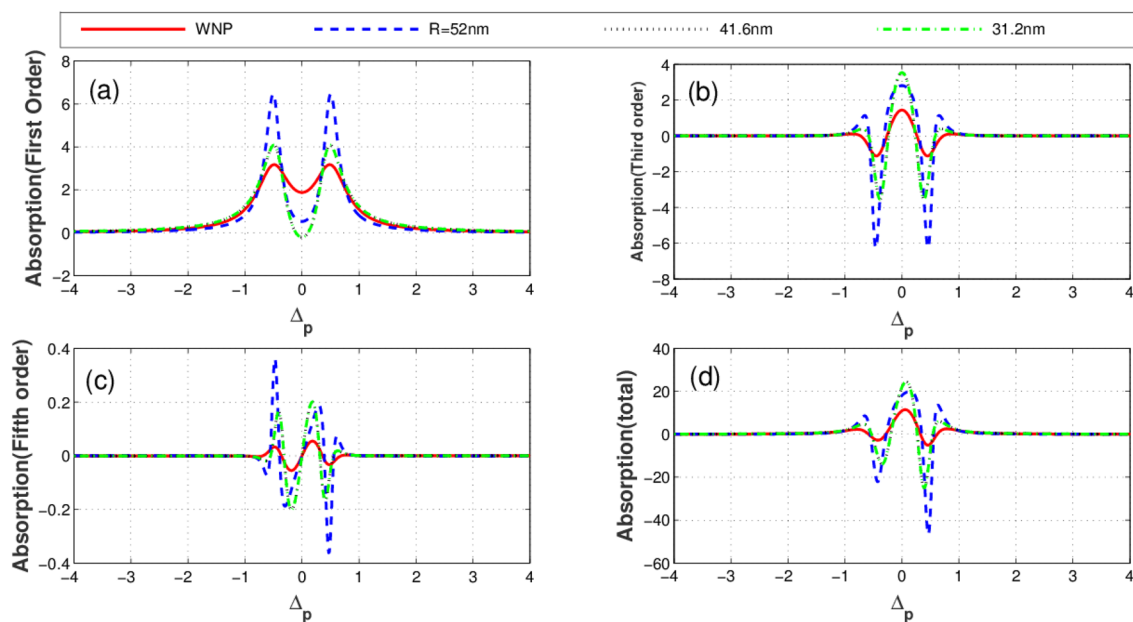 WNP R=52nm 41.6nm 31.2nm
(a)
Absorption(First Order)
8
6
4
2
0
−2
−4 −3 −2 −1 0 1 2 3 4
Δp
(b)
Absorption(Third order)
4
2
0
−2
−4
−6
−8
−4 −3 −2 −1 0 1 2 3 4
Δp
(c)
Absorption(Fifth order)
0.4
0.2
0
−0.2
−0.4
−4 −3 −2 −1 0 1 2 3 4
Δp
(d)
Absorption(total)
40
20
0
−20
−40
−60
−4 −3 −2 −1 0 1 2 3 4
Δp